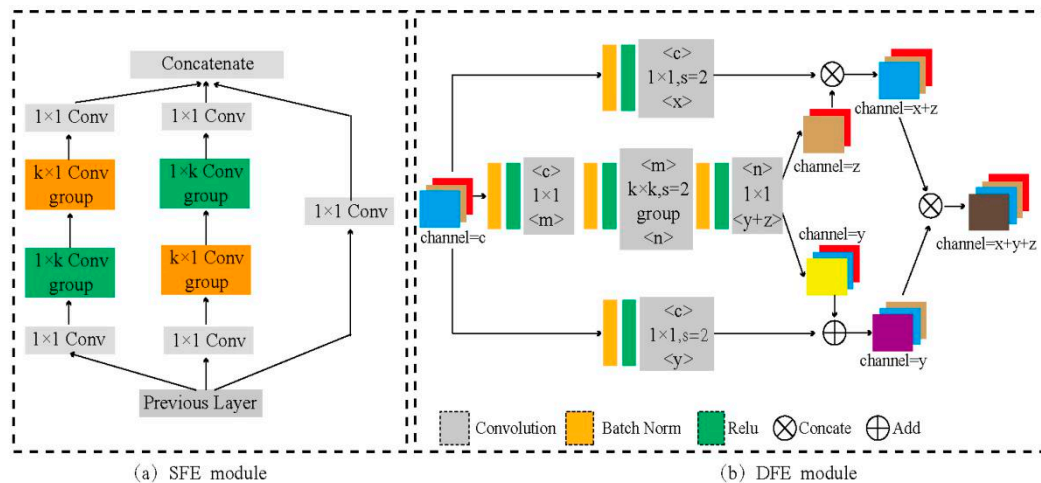 Concatenate
1×1 Conv
1×1 Conv
k×1 Conv
group
1×k Conv
group
1×1 Conv
1×k Conv
group
k×1 Conv
group
1×1 Conv
1×1 Conv
Previous Layer
(a) SFE module
<c>
1×1,s=2
<x>
channel=x+z
channel=z
<c>
1×1
<m>
<m>
k×k,s=2
group
<n>
<n>
1×1
<y+z>
channel=c
channel=y
channel=x+y+z
<c>
1×1,s=2
<y>
channel=y
Convolution
Batch Norm
Relu
Concate
Add
(b) DFE module